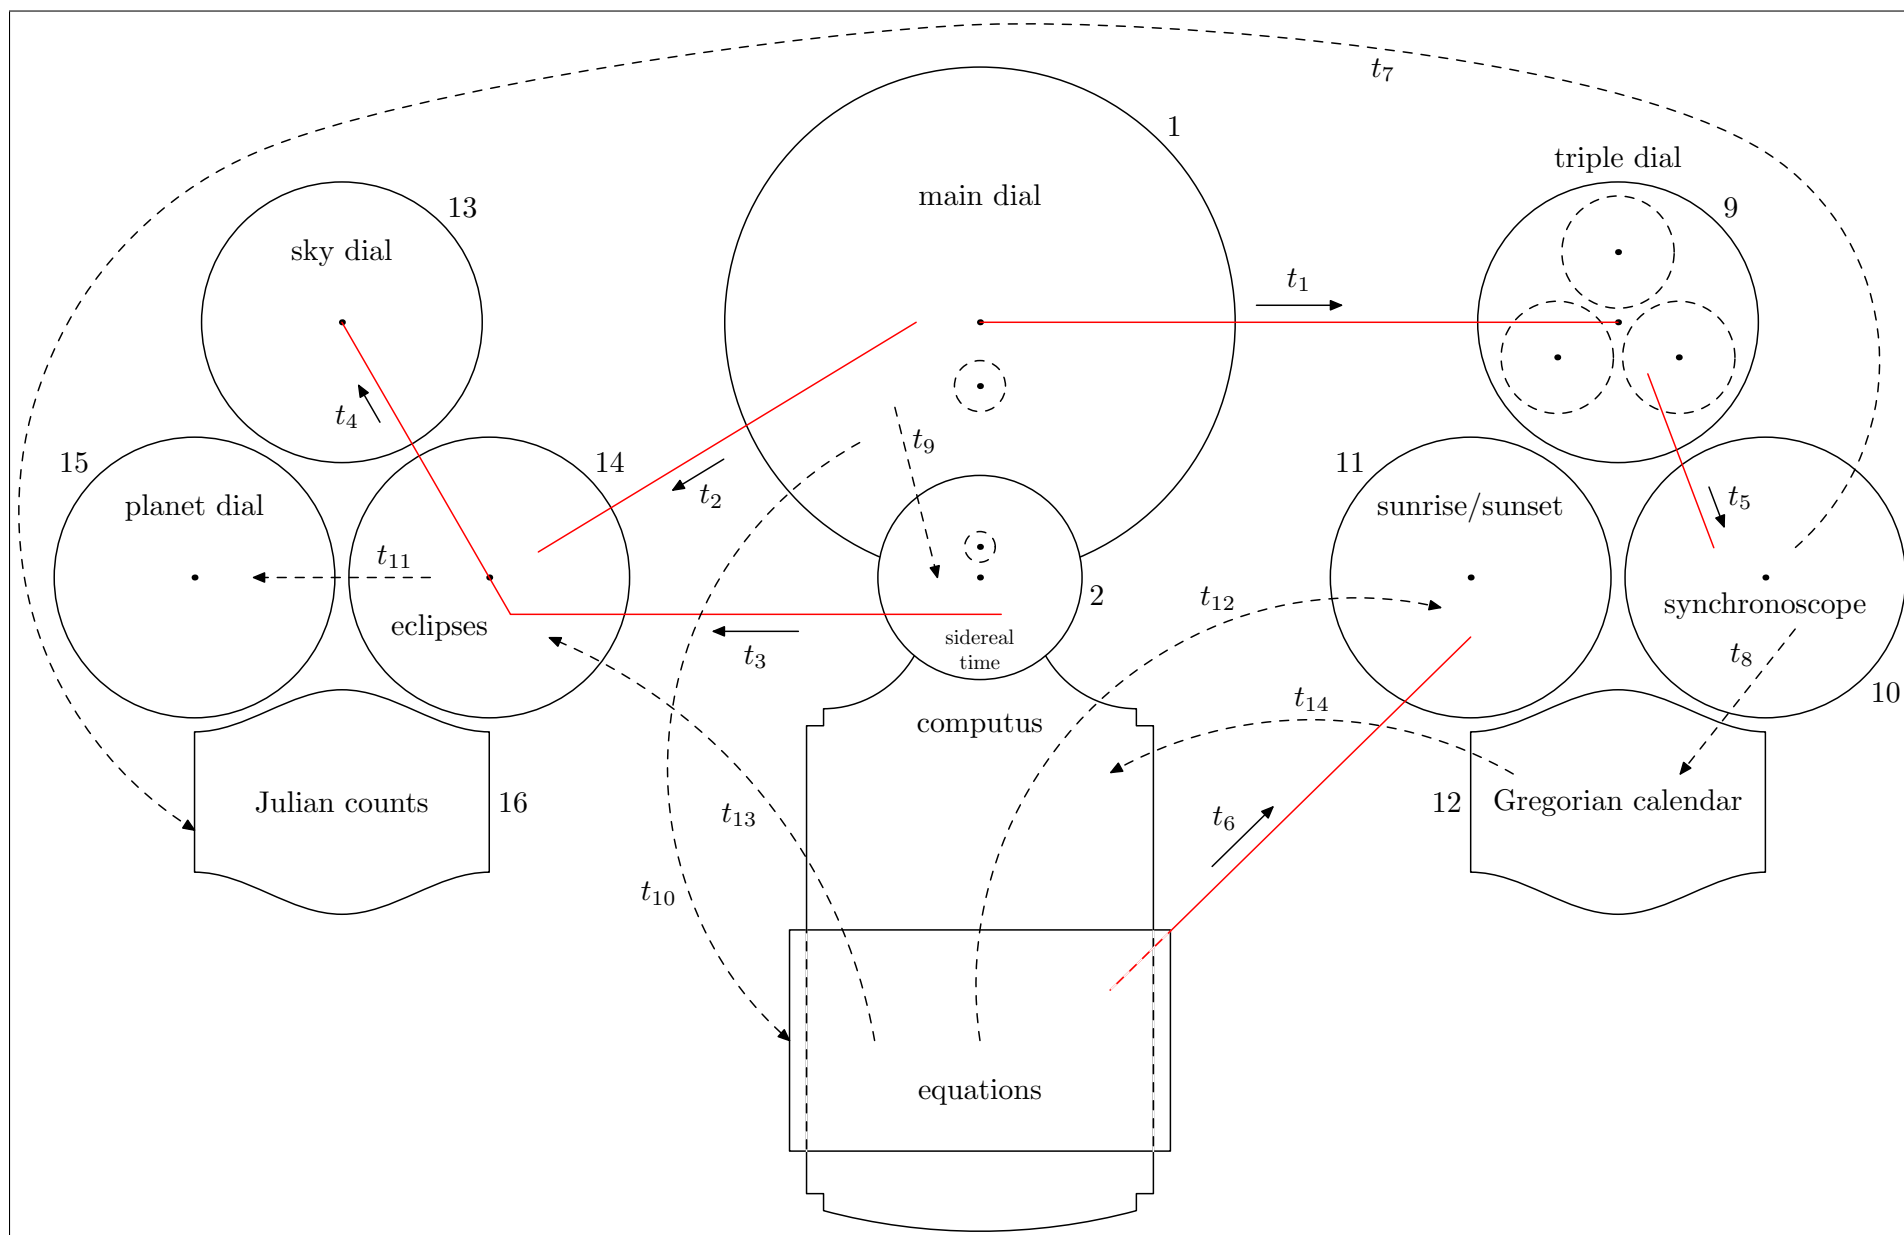 t₇
1
triple dial
13
main dial
9
sky dial
t₁
t₄
t₉
15
14
11
t₂
t₅
planet dial
sunrise/sunset
t₁₁
2
t₁₂
synchronoscope
eclipses
sidereal
time
t₃
t₈
10
t₁₄
computus
Julian counts
16
t₁₃
t₆
12
Gregorian calendar
t₁₀
equations